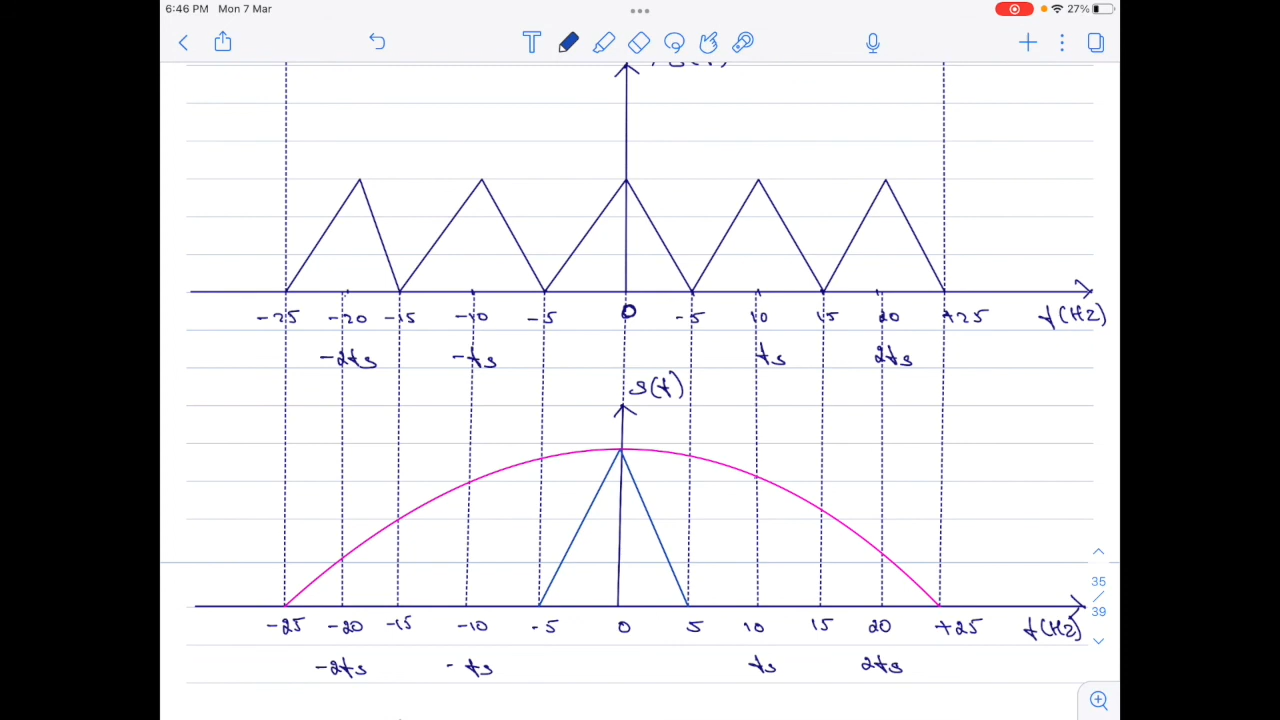 6:46 PM Mon 7 Mar
27%
-25 -20 -15 -10 -5 0 -5 10 15 20 +25 f(Hz)
-2fs -fs fs 2fs
S(f)
35
39
-25 -20 -15 -10 -5 0 5 10 15 20 +25 f(Hz)
-2fs -fs fs 2fs